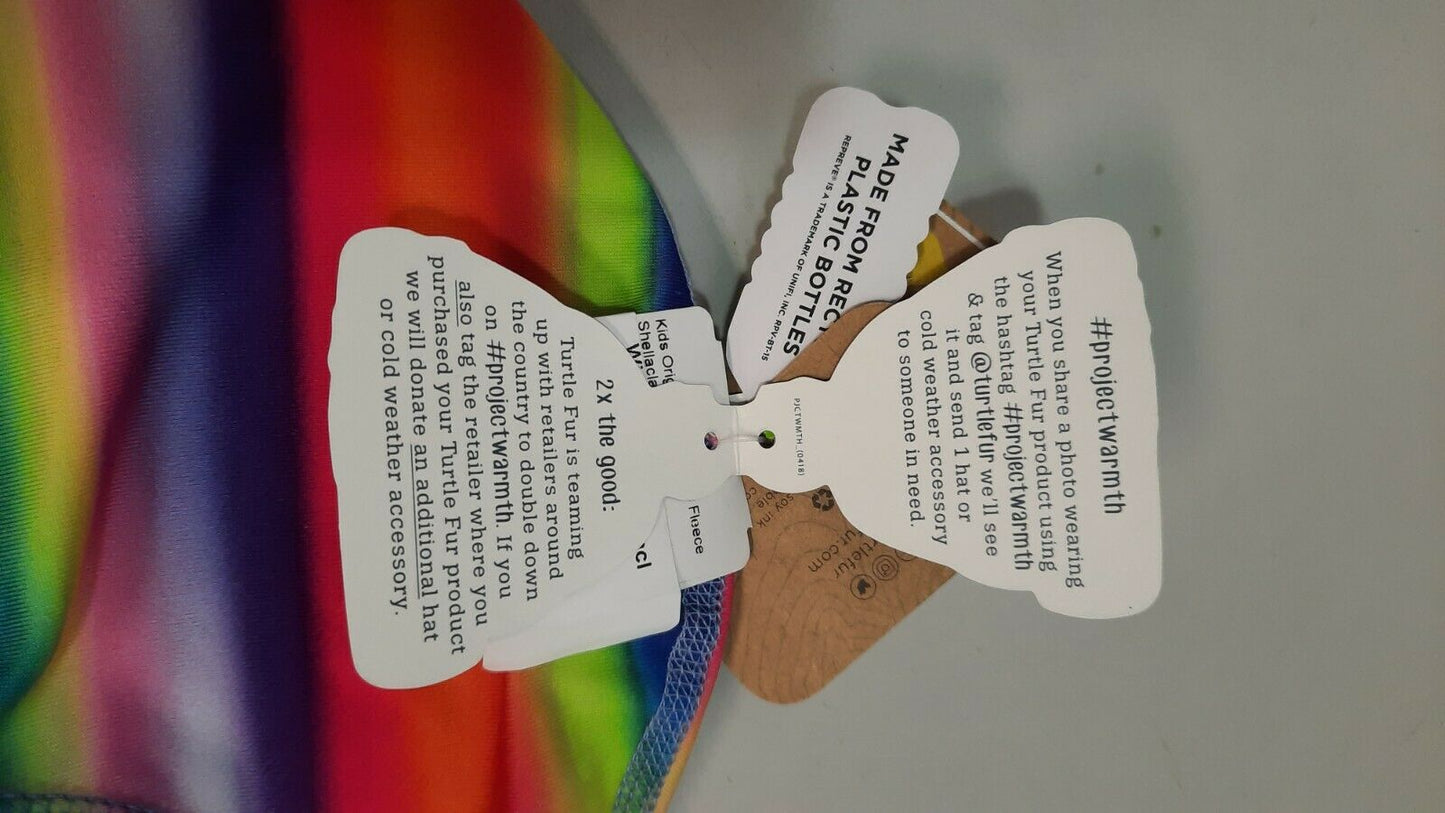 #projectwarmth
When you share a photo wearing
your Turtle Fur product using
the hashtag #projectwarmth
& tag @turtlefur we'll see
it and send 1 hat or
cold weather accessory
to someone in need.
PJCTWMTH_(0418)
2x the good:
Turtle Fur is teaming
up with retailers around
the country to double down
on #projectwarmth. If you
also tag the retailer where you
purchased your Turtle Fur product
we will donate an additional hat
or cold weather accessory.
MADE FROM
PLASTIC BOTTLES
REPREVE® IS A TRADEMARK OF UNIFI, INC. RPV-BT-15
Kids
Fleece
soy ink